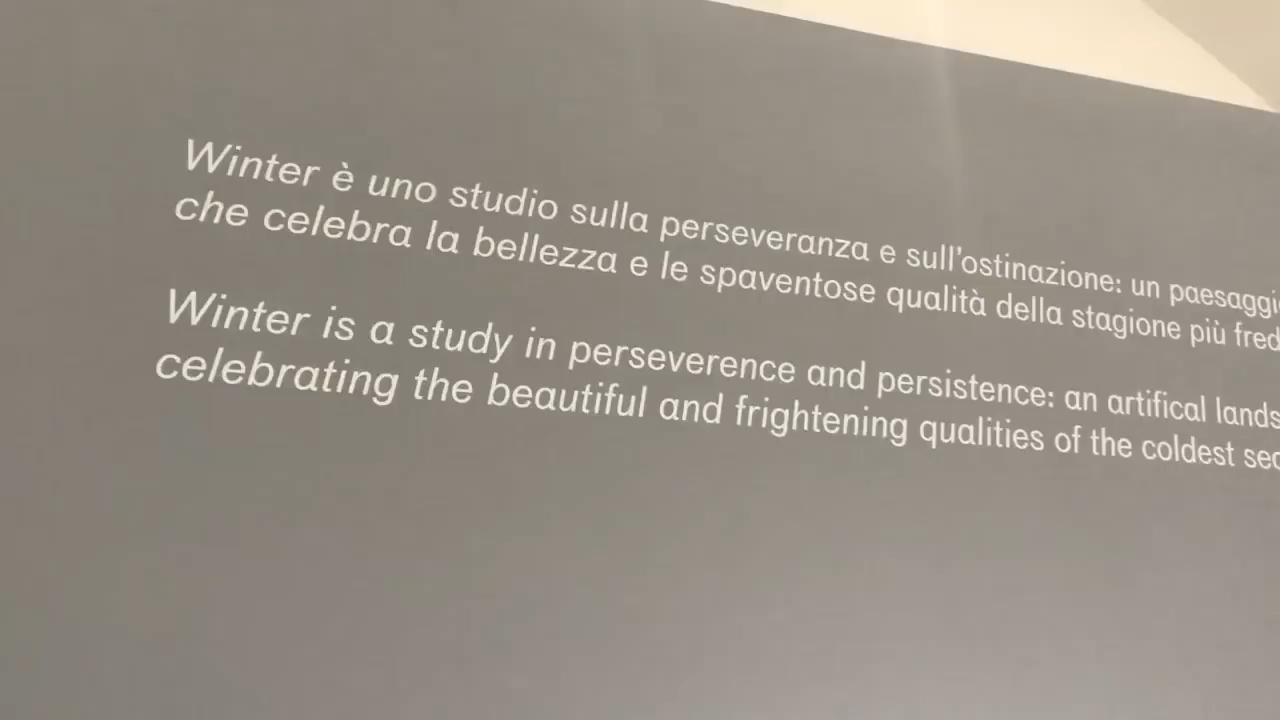 Winter è uno studio sulla perseveranza e sull'ostinazione: un
che celebra la bellezza e le spaventose qualità della stagione più
Winter is a study in perseverence and persistence: an artifical
celebrating the beautiful and frightening qualities of the coldest